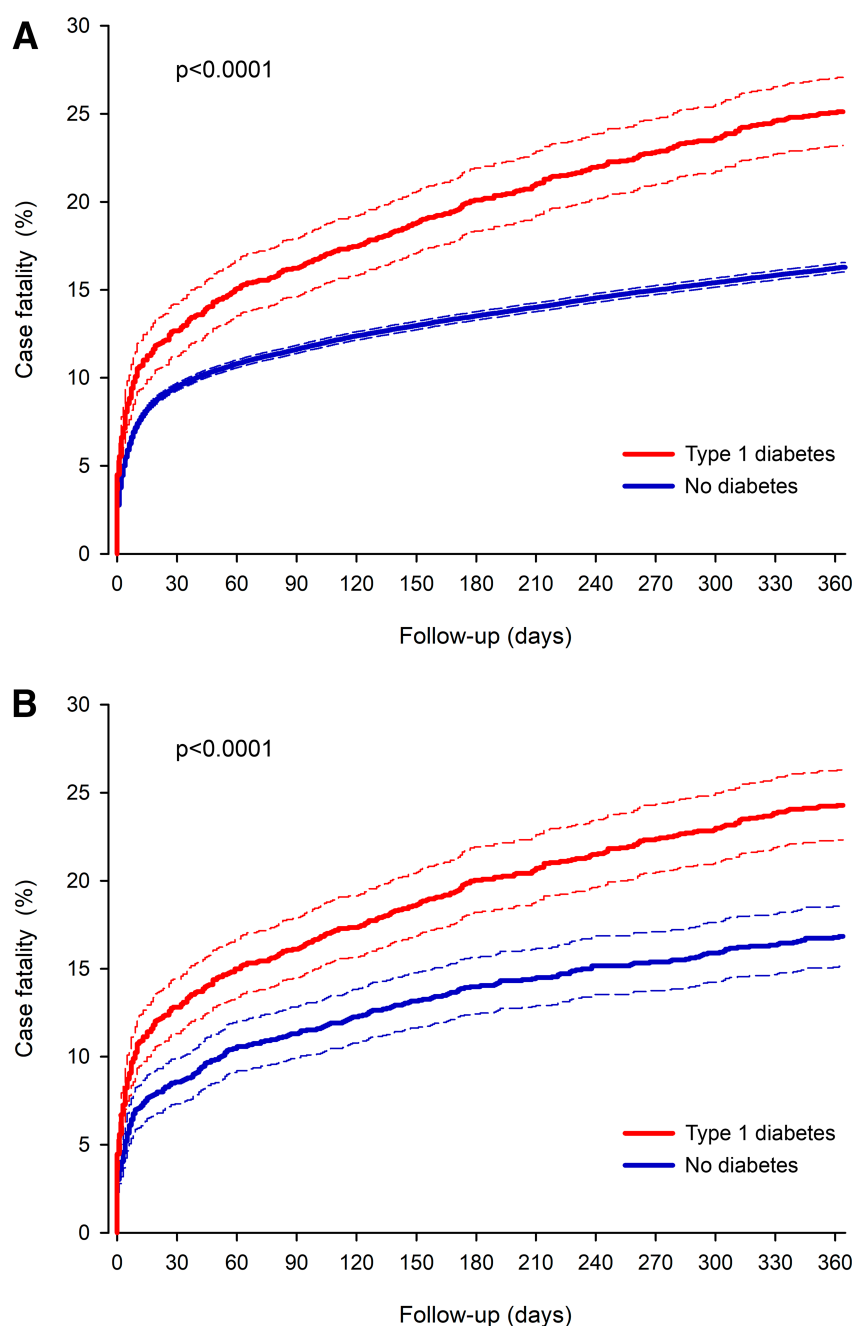 A
p<0.0001
Case fatality (%)
30
25
20
15
10
5
0
Type 1 diabetes
No diabetes
0 30 60 90 120 150 180 210 240 270 300 330 360
Follow-up (days)
B
p<0.0001
Case fatality (%)
30
25
20
15
10
5
0
Type 1 diabetes
No diabetes
0 30 60 90 120 150 180 210 240 270 300 330 360
Follow-up (days)